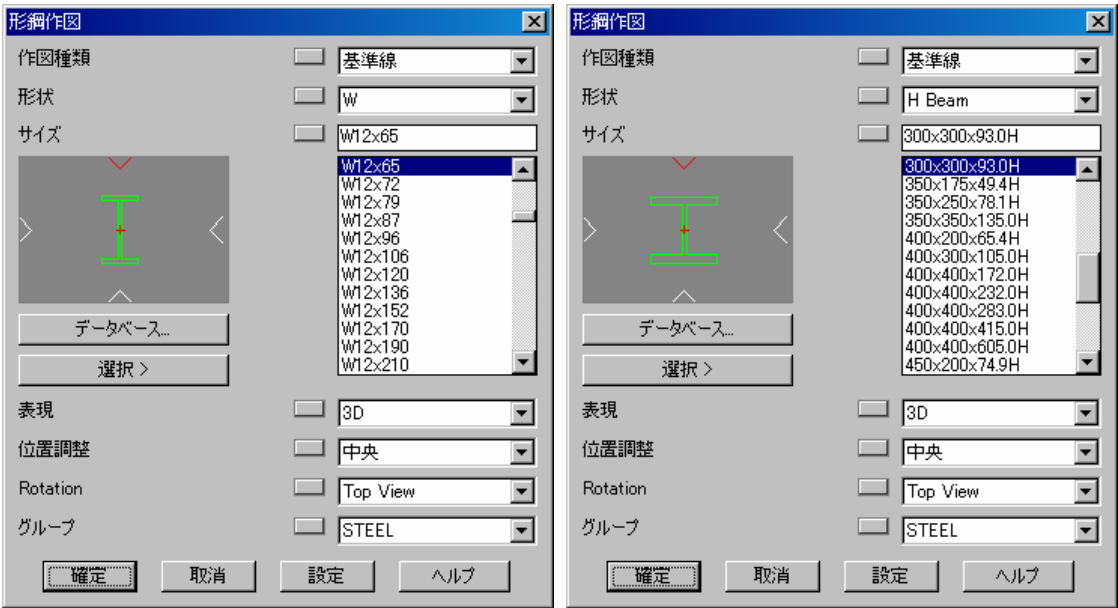 形鋼作図
作図種類
基準線
形状
W
サイズ
W12x65
W12x65
W12x72
W12x79
W12x87
W12x96
W12x106
W12x120
W12x136
W12x152
W12x170
W12x190
W12x210
データベース...
選択 >
表現
3D
位置調整
中央
Rotation
Top View
グループ
STEEL
確定 取消 設定 ヘルプ
形鋼作図
作図種類
基準線
形状
H Beam
サイズ
300x300x93.0H
300x300x93.0H
350x175x49.4H
350x250x78.1H
350x350x135.0H
400x200x65.4H
400x300x105.0H
400x400x172.0H
400x400x232.0H
400x400x283.0H
400x400x415.0H
400x400x605.0H
450x200x74.9H
データベース...
選択 >
表現
3D
位置調整
中央
Rotation
Top View
グループ
STEEL
確定 取消 設定 ヘルプ